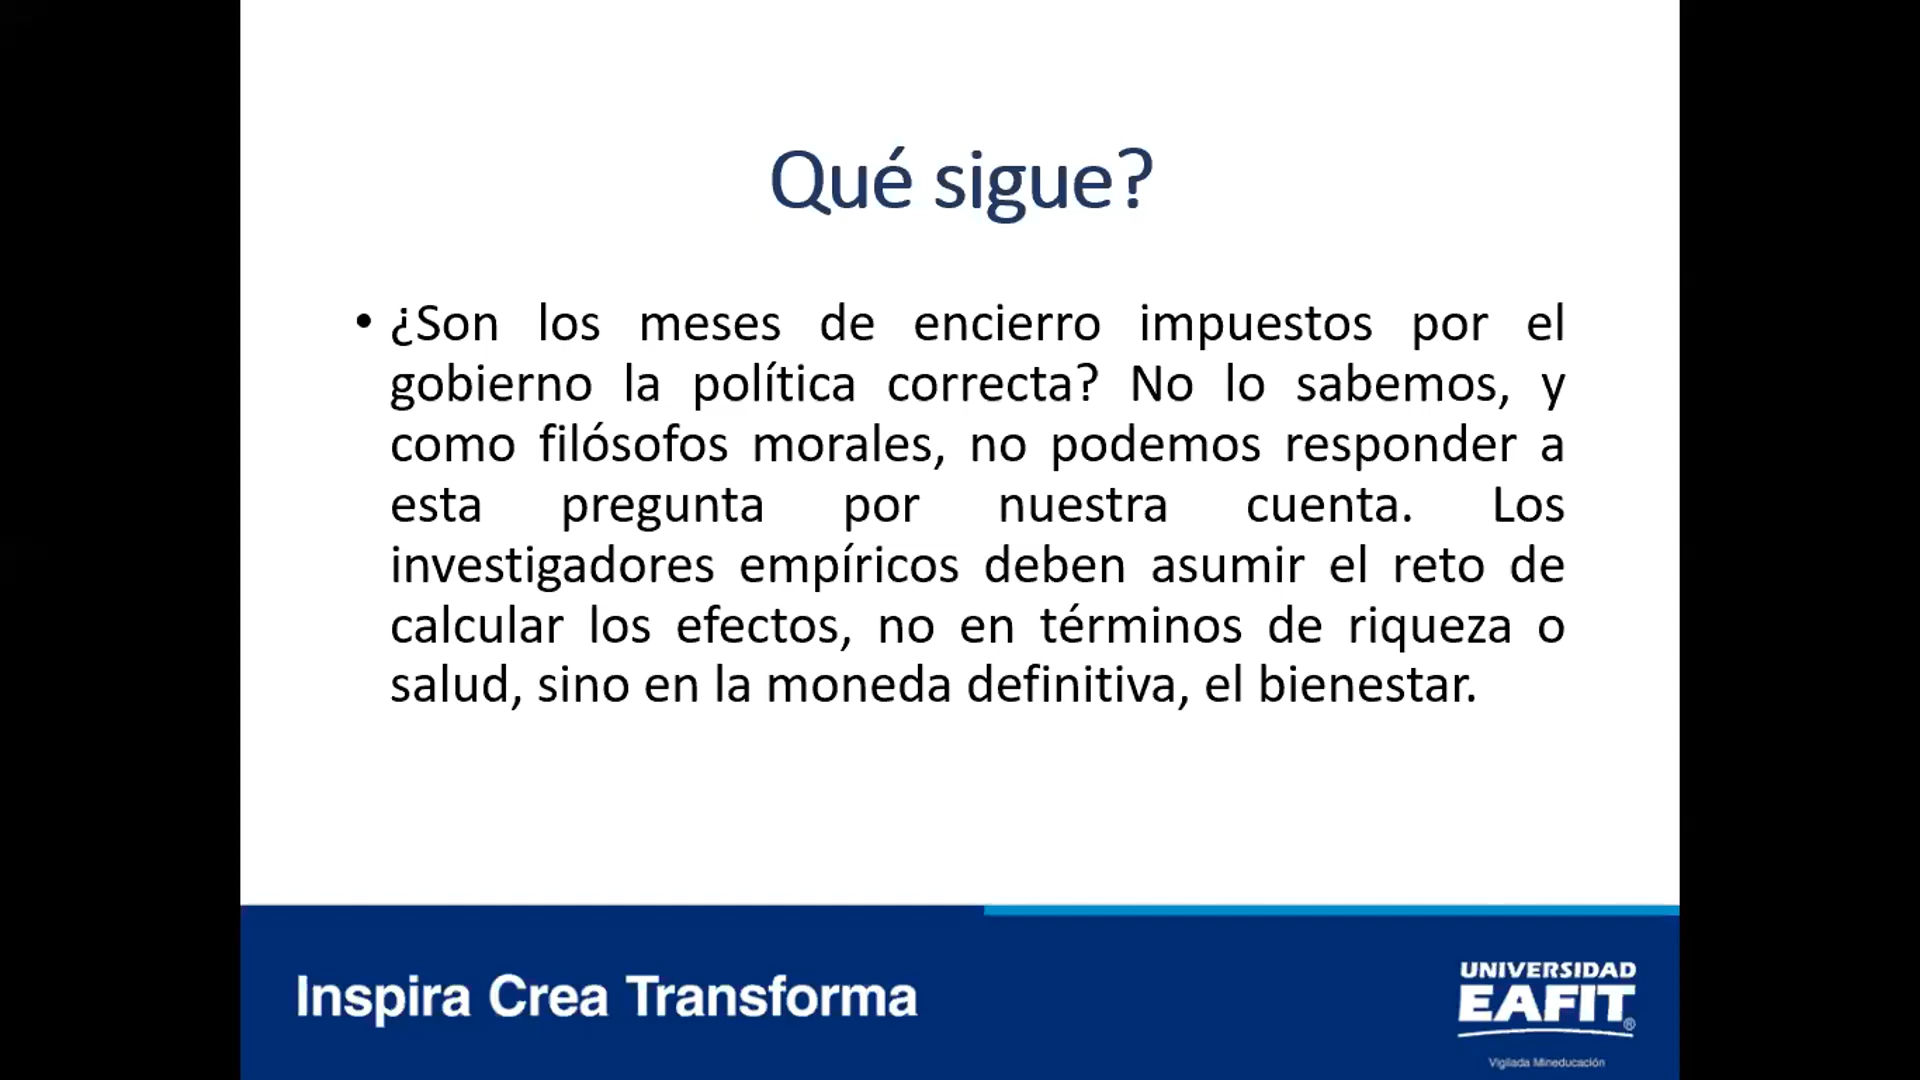 Qué sigue?
• ¿Son los meses de encierro impuestos por el
gobierno la política correcta? No lo sabemos, y
como filósofos morales, no podemos responder a
esta pregunta por nuestra cuenta. Los
investigadores empíricos deben asumir el reto de
calcular los efectos, no en términos de riqueza o
salud, sino en la moneda definitiva, el bienestar.
Inspira Crea Transforma
UNIVERSIDAD
EAFIT®
Vigilada Mineducación